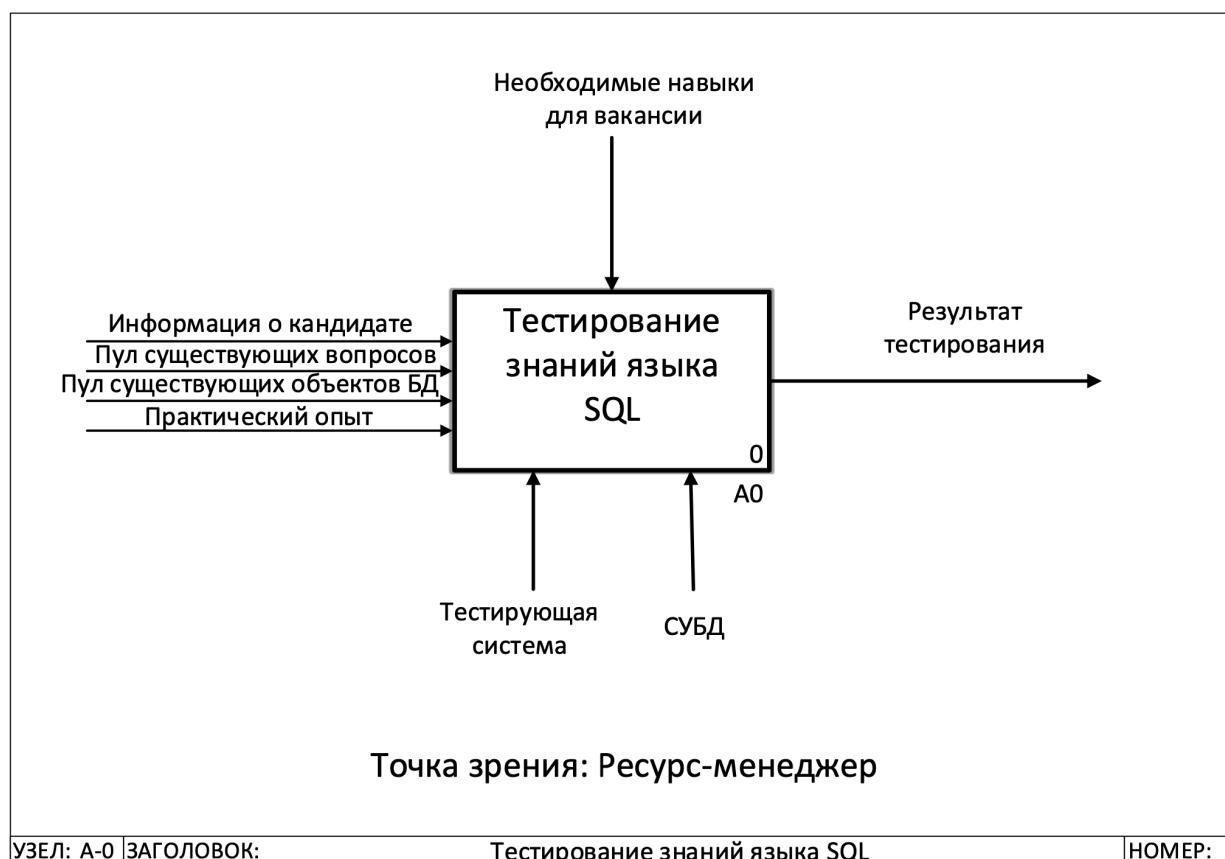 Необходимые навыки
для вакансии
Информация о кандидате
Пул существующих вопросов
Пул существующих объектов БД
Практический опыт
Тестирование
знаний языка
SQL
0
A0
Результат
тестирования
Тестирующая
система
СУБД
Точка зрения: Ресурс-менеджер
УЗЕЛ: A-0 ЗАГОЛОВОК: Тестирование знаний языка SQL НОМЕР: